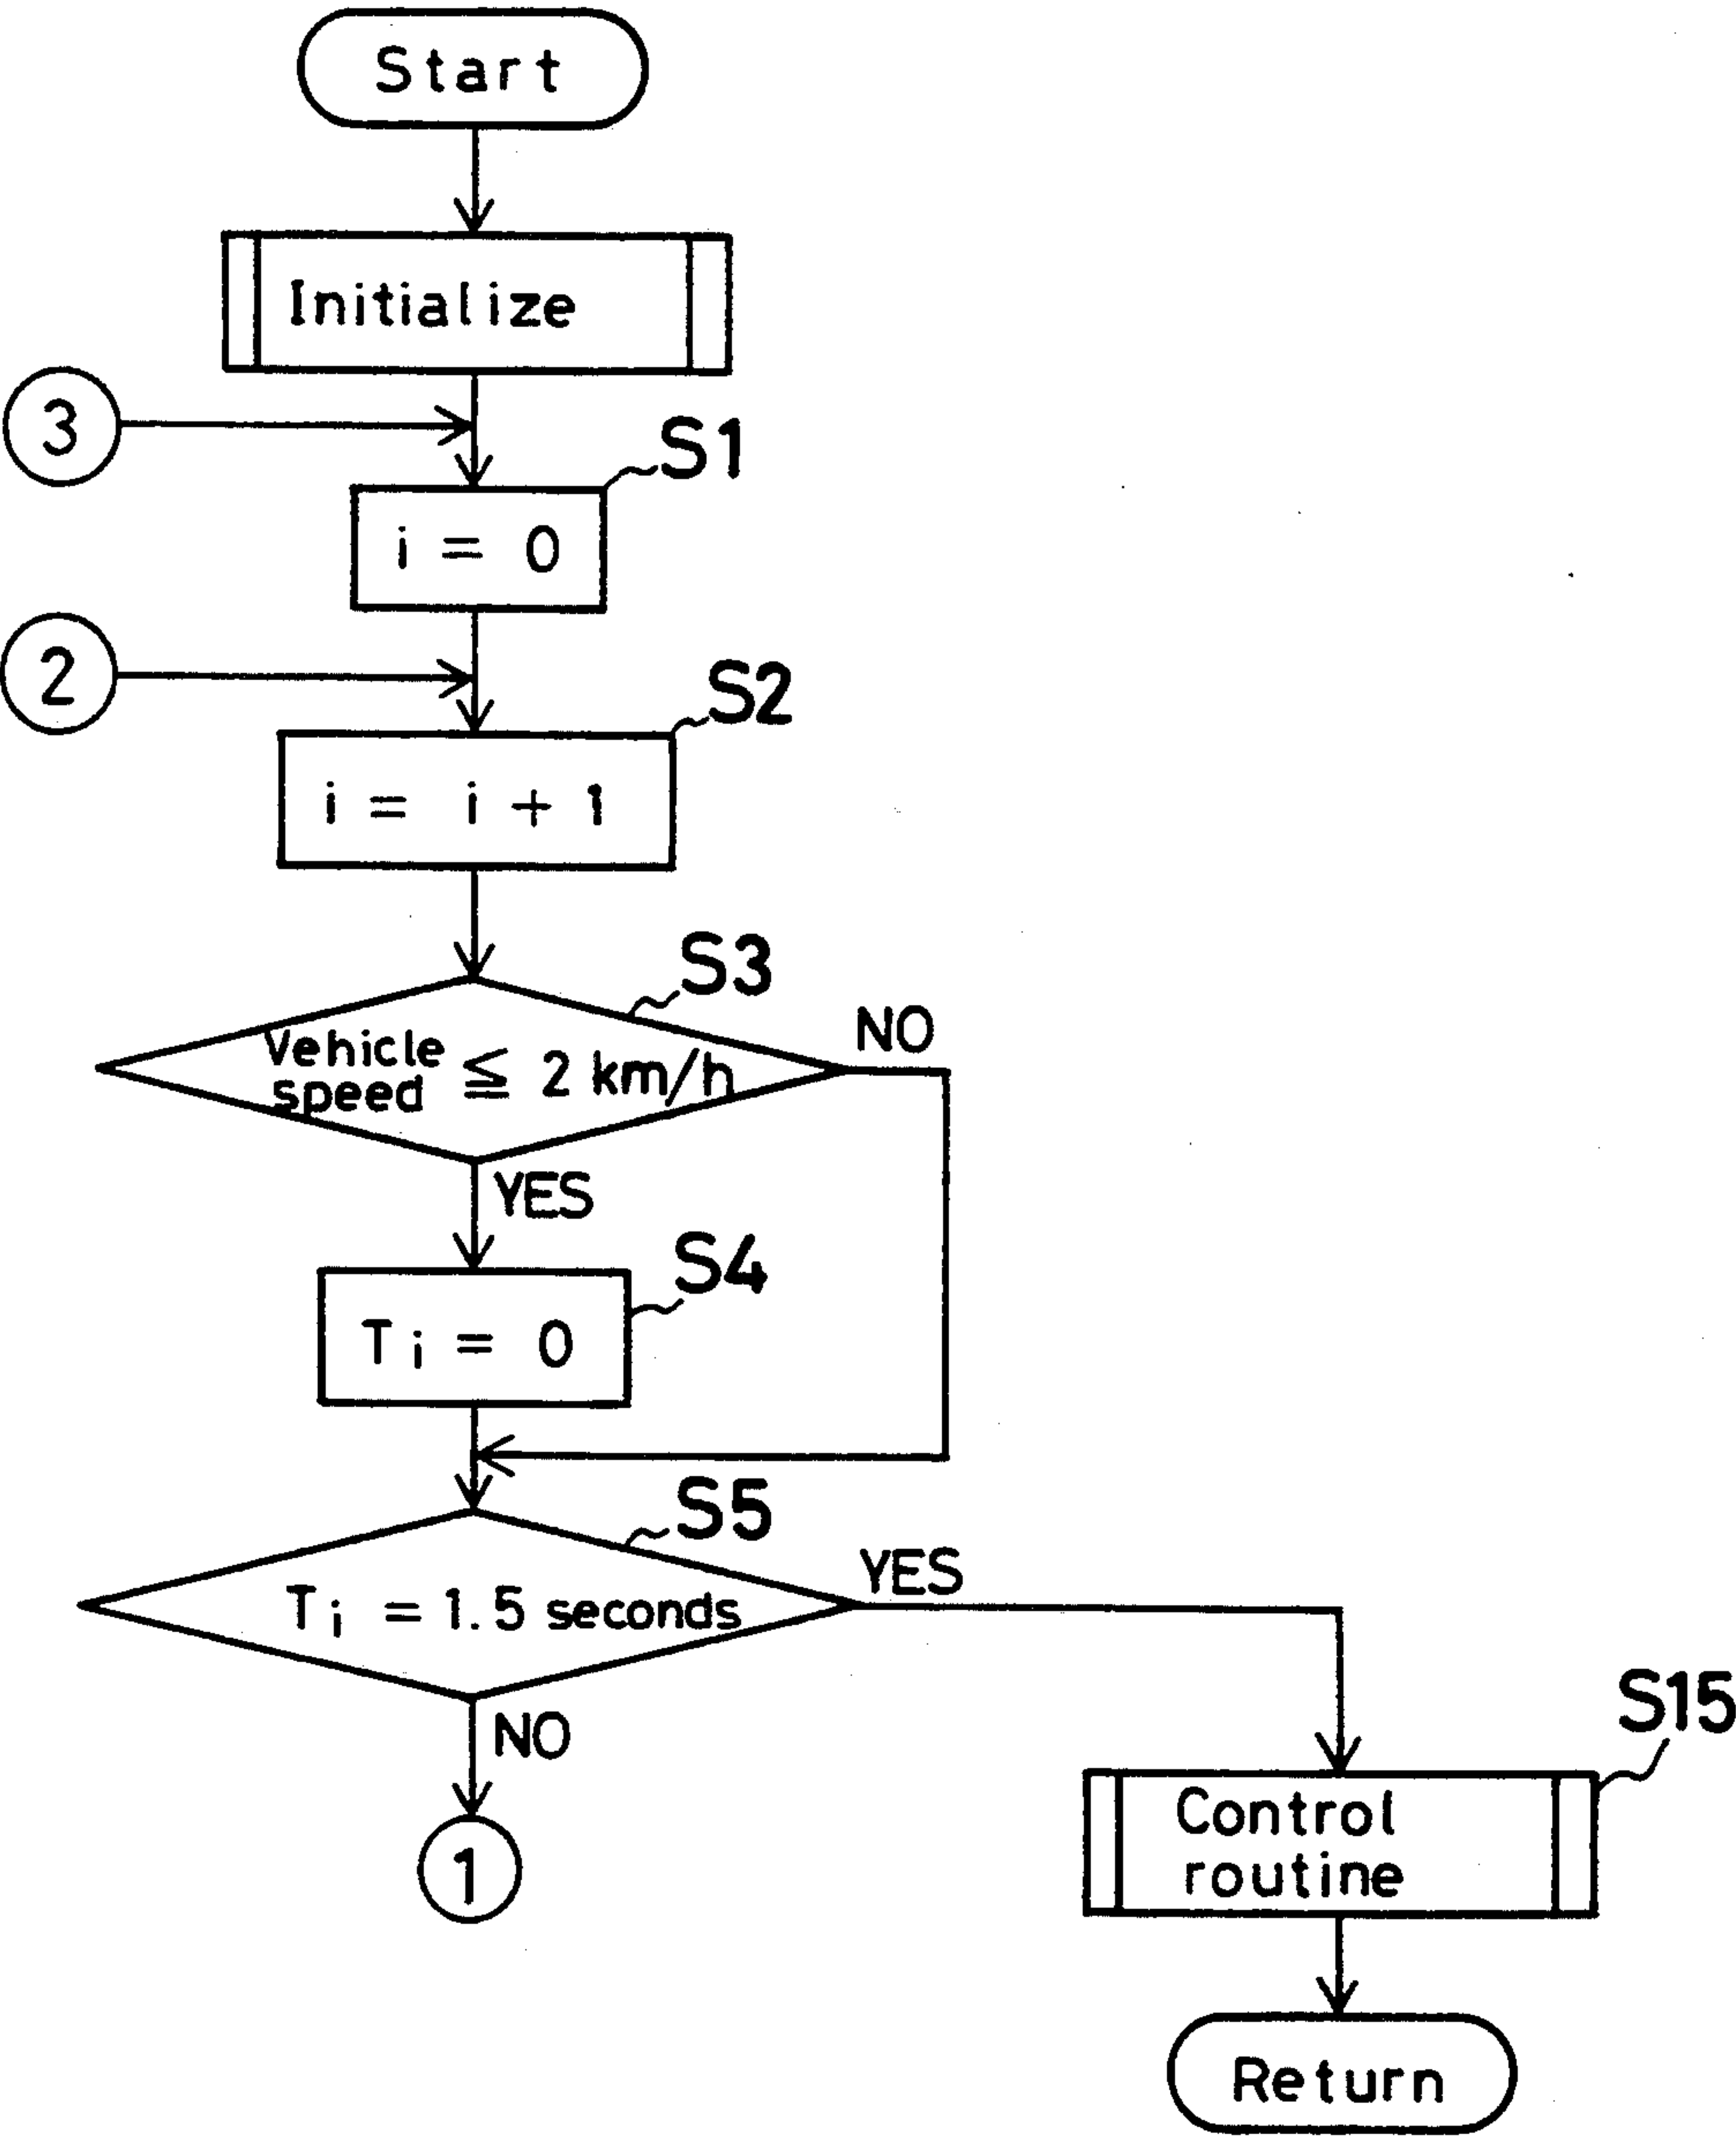 Start
Initialize
3
S1
i = 0
2
S2
i = i + 1
S3
NO
Vehicle
speed ≦ 2 km/h
YES
S4
Ti = 0
S5
YES
Ti = 1.5 seconds
NO
S15
1
Control
routine
Return